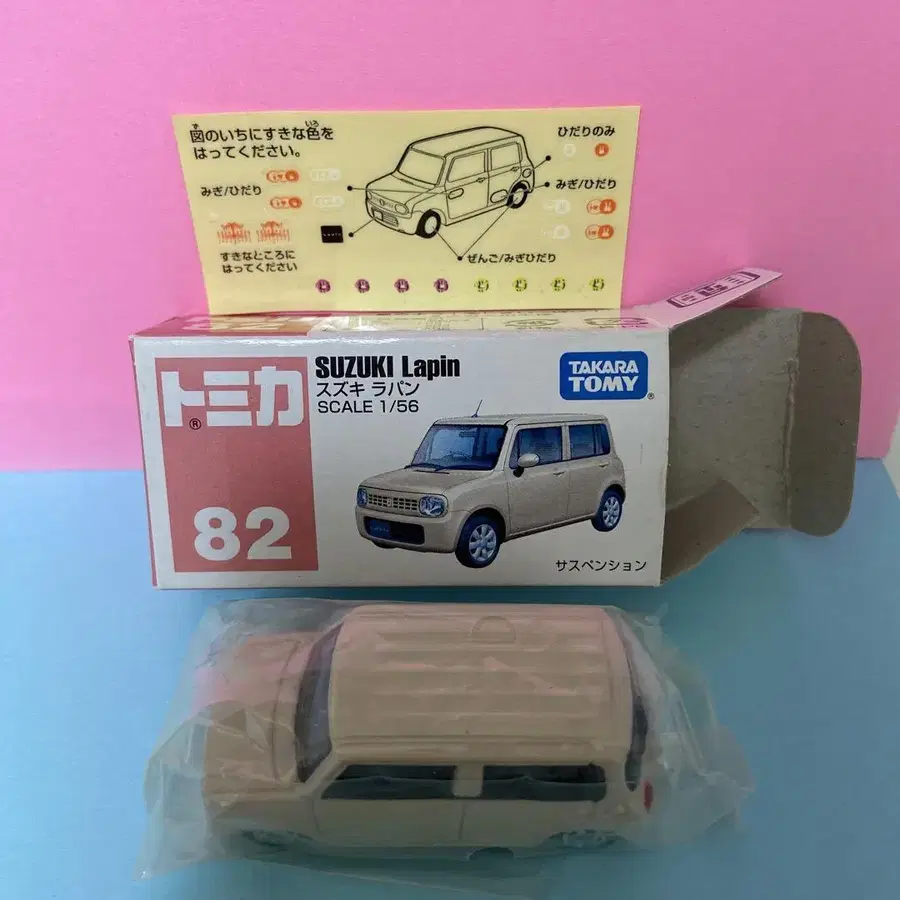 図のいちにすきな色を
はってください。
ひだりのみ
みぎ/ひだり
みぎ/ひだり
すきなところに
はってください
ぜんご/みぎひだり
トミカ
®
82
SUZUKI Lapin
スズキ ラパン
SCALE 1/56
TAKARA
TOMY
®
サスペンション